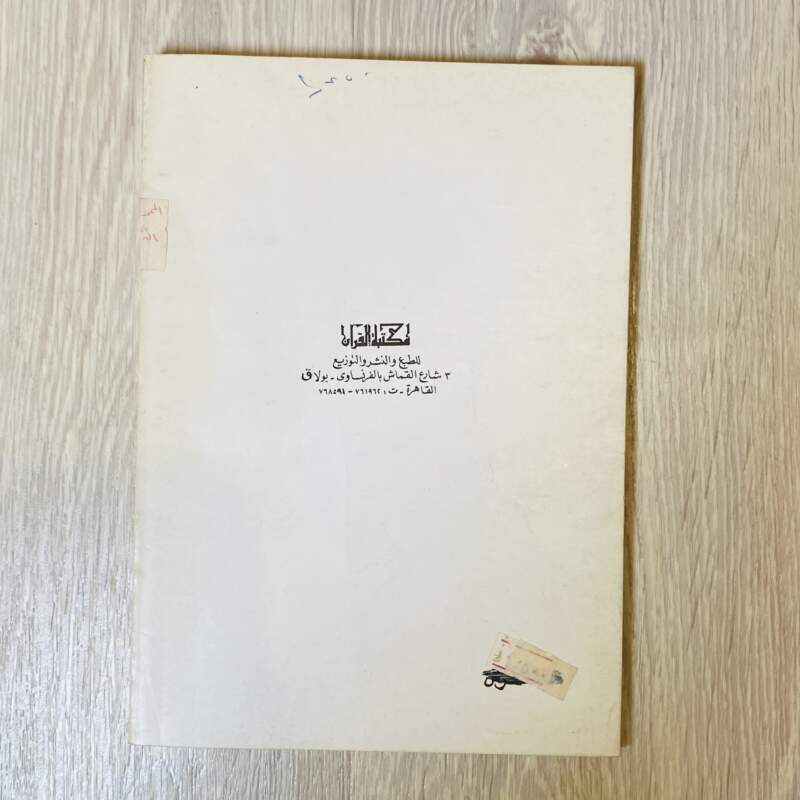 مكتبة القرآن
للطبع والنشر والتوزيع
٣ شارع القماش بالفرنساوى - بولاق
القاهرة - ت : ٧٦١٩٦٢ - ٧٦٨٥٩١